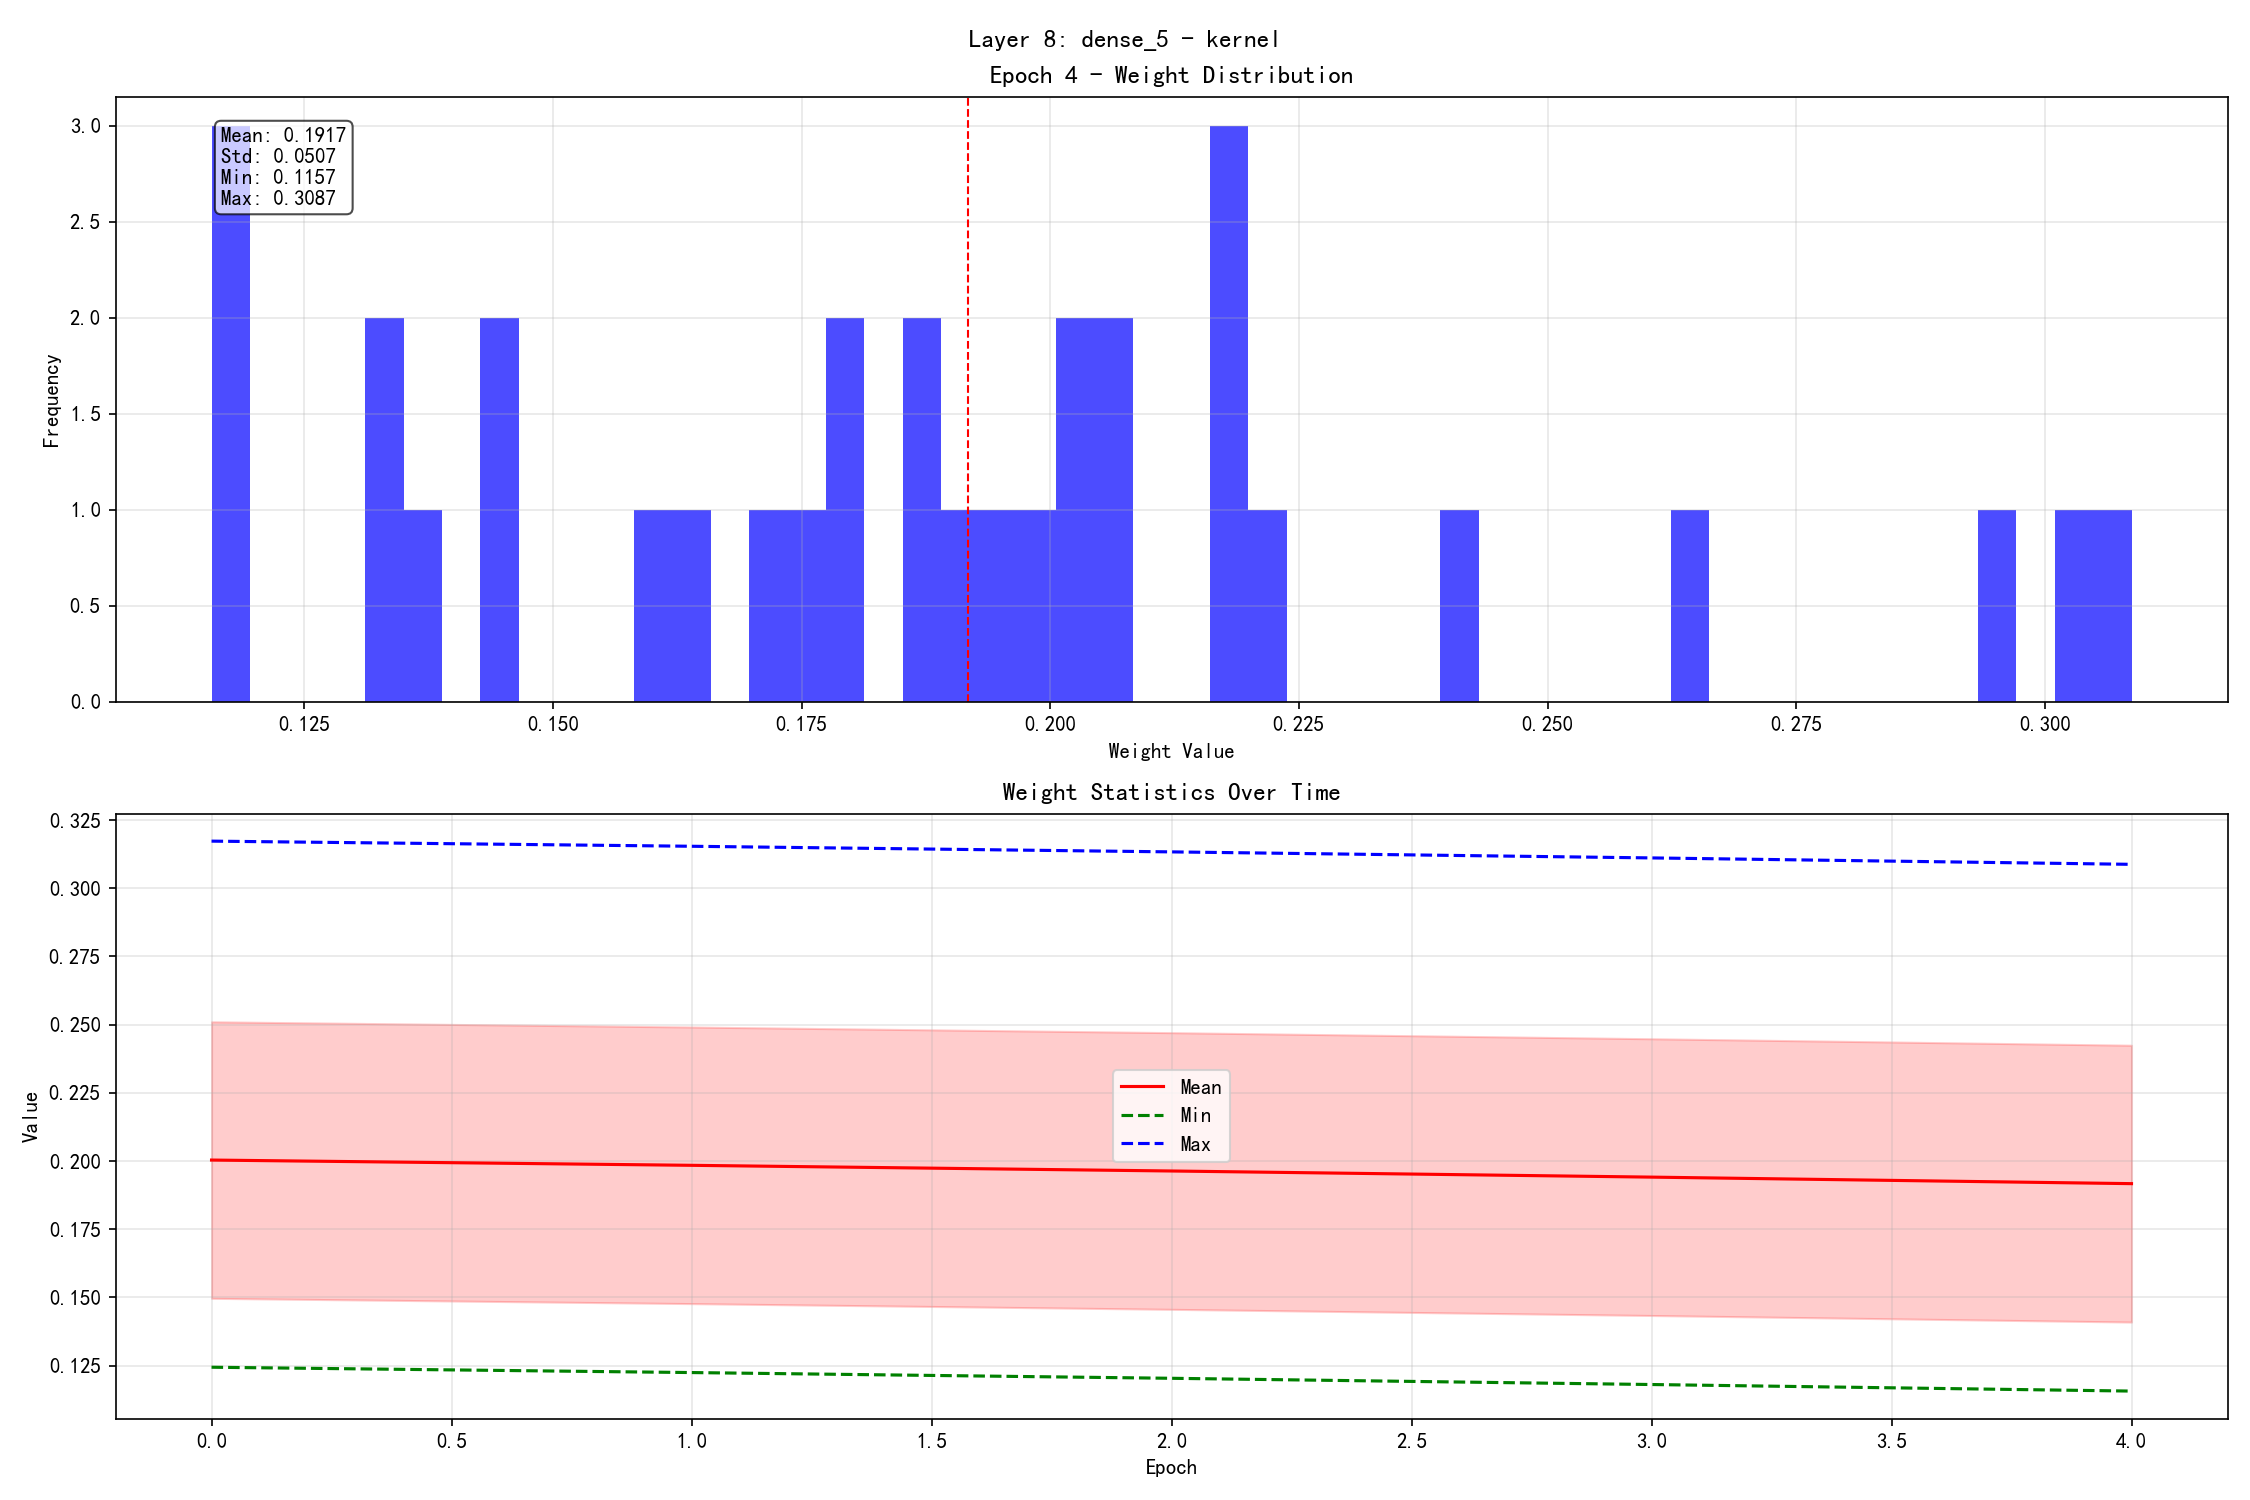 Layer 8: dense_5 - kernel
Epoch 4 - Weight Distribution
Mean: 0.1917
Std: 0.0507
Min: 0.1157
Max: 0.3087
3.0
2.5
2.0
1.5
1.0
0.5
0.0
Frequency
0.125 0.150 0.175 0.200 0.225 0.250 0.275 0.300
Weight Value
Weight Statistics Over Time
0.325
0.300
0.275
0.250
0.225
0.200
0.175
0.150
0.125
Value
Mean
Min
Max
0.0 0.5 1.0 1.5 2.0 2.5 3.0 3.5 4.0
Epoch